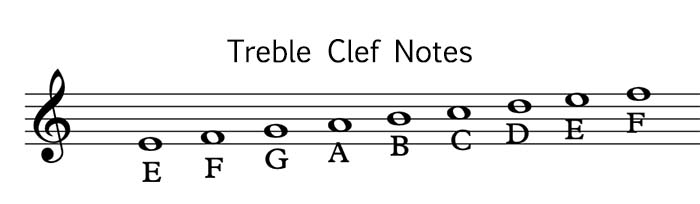 Treble Clef Notes
E F G A B C D E F